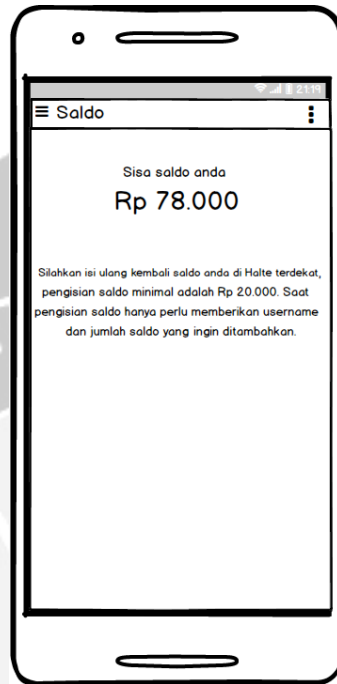 21:19
Saldo
Sisa saldo anda
Rp 78.000
Silahkan isi ulang kembali saldo anda di Halte terdekat,
pengisian saldo minimal adalah Rp 20.000. Saat
pengisian saldo hanya perlu memberikan username
dan jumlah saldo yang ingin ditambahkan.